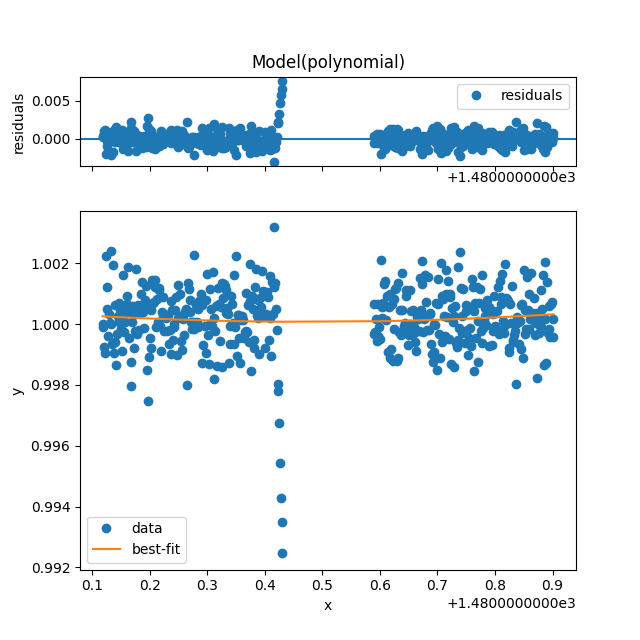 Model(polynomial)
residuals
0.005
0.000
residuals
+1.4800000000e3
y
1.002
1.000
0.998
0.996
0.994
0.992
data
best-fit
0.1 0.2 0.3 0.4 0.5 0.6 0.7 0.8 0.9
x
+1.4800000000e3